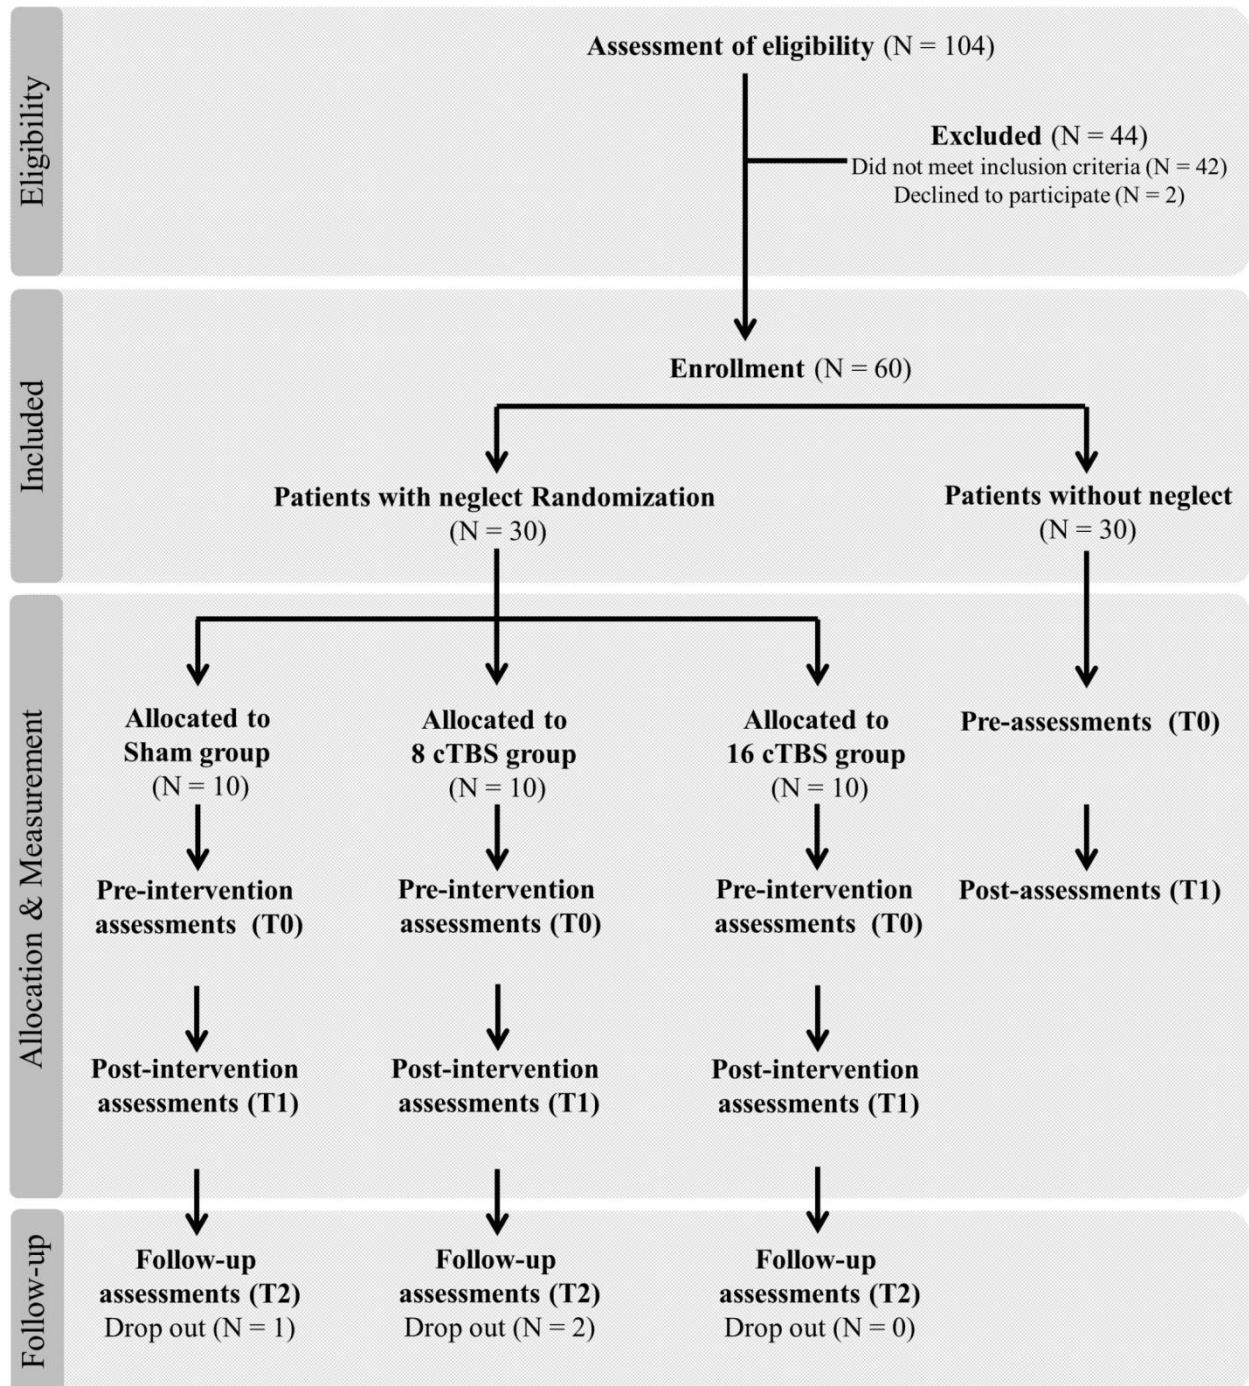 Eligibility
Assessment of eligibility (N = 104)
Excluded (N = 44)
Did not meet inclusion criteria (N = 42)
Declined to participate (N = 2)
Included
Enrollment (N = 60)
Patients with neglect Randomization
(N = 30)
Patients without neglect
(N = 30)
Allocation & Measurement
Allocated to
Sham group
(N = 10)
Allocated to
8 cTBS group
(N = 10)
Allocated to
16 cTBS group
(N = 10)
Pre-assessments (T0)
Pre-intervention
assessments (T0)
Pre-intervention
assessments (T0)
Pre-intervention
assessments (T0)
Post-assessments (T1)
Post-intervention
assessments (T1)
Post-intervention
assessments (T1)
Post-intervention
assessments (T1)
Follow-up
Follow-up
assessments (T2)
Drop out (N = 1)
Follow-up
assessments (T2)
Drop out (N = 2)
Follow-up
assessments (T2)
Drop out (N = 0)